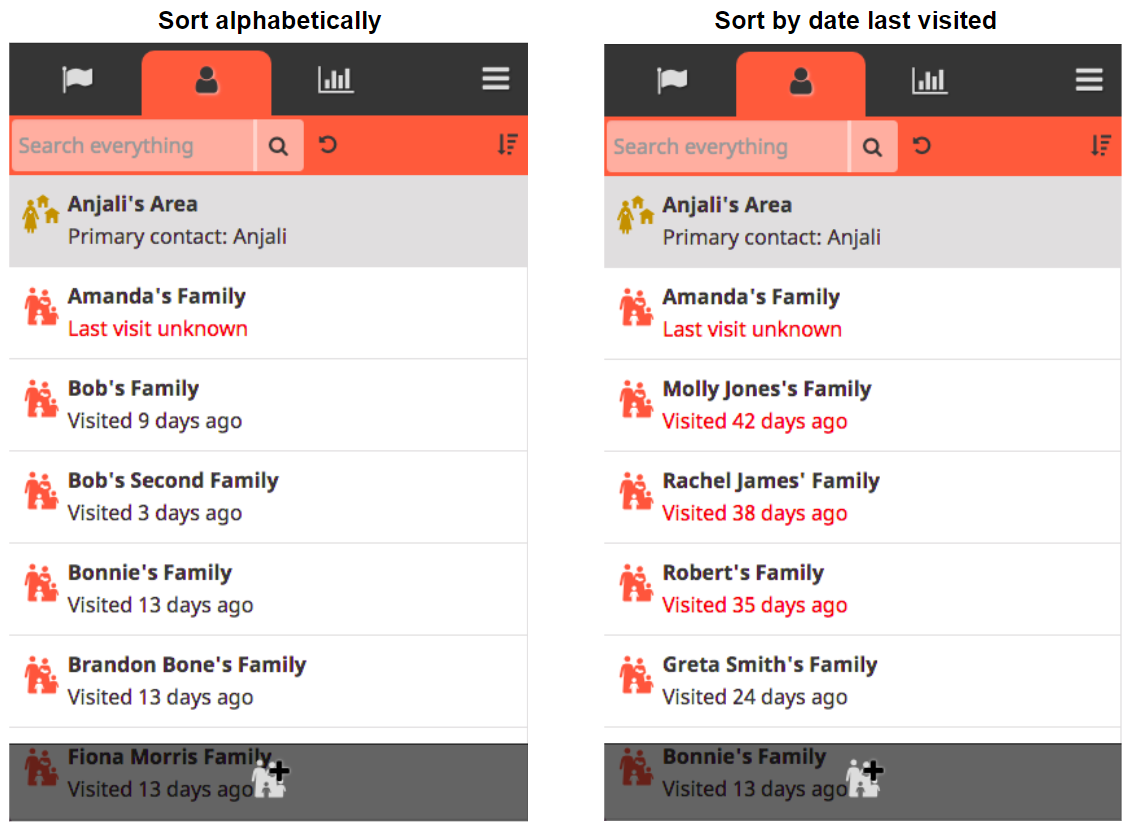 Sort alphabetically
Search everything
Anjali's Area
Primary contact: Anjali
Amanda's Family
Last visit unknown
Bob's Family
Visited 9 days ago
Bob's Second Family
Visited 3 days ago
Bonnie's Family
Visited 13 days ago
Brandon Bone's Family
Visited 13 days ago
Fiona Morris Family
Visited 13 days ago
Sort by date last visited
Search everything
Anjali's Area
Primary contact: Anjali
Amanda's Family
Last visit unknown
Molly Jones's Family
Visited 42 days ago
Rachel James' Family
Visited 38 days ago
Robert's Family
Visited 35 days ago
Greta Smith's Family
Visited 24 days ago
Bonnie's Family
Visited 13 days ago